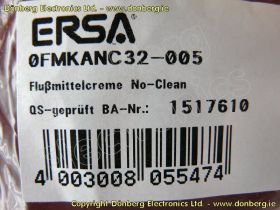 Donberg Electronics Ltd. - www.donberg.ie
ERSA
0FMKANC32-005
Flußmittelcreme No-Clean
QS-geprüft BA-Nr.: 1517610
4 003008 055474
Donberg Electronics Ltd. - www.donberg.ie